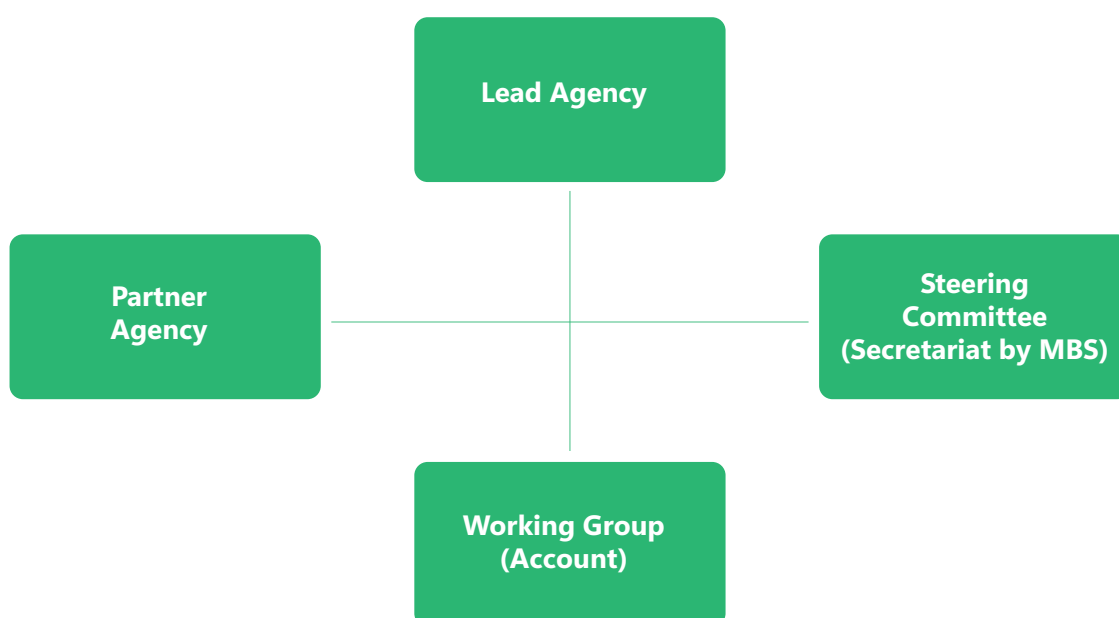 Lead Agency
Partner
Agency
Steering
Committee
(Secretariat by MBS)
Working Group
(Account)